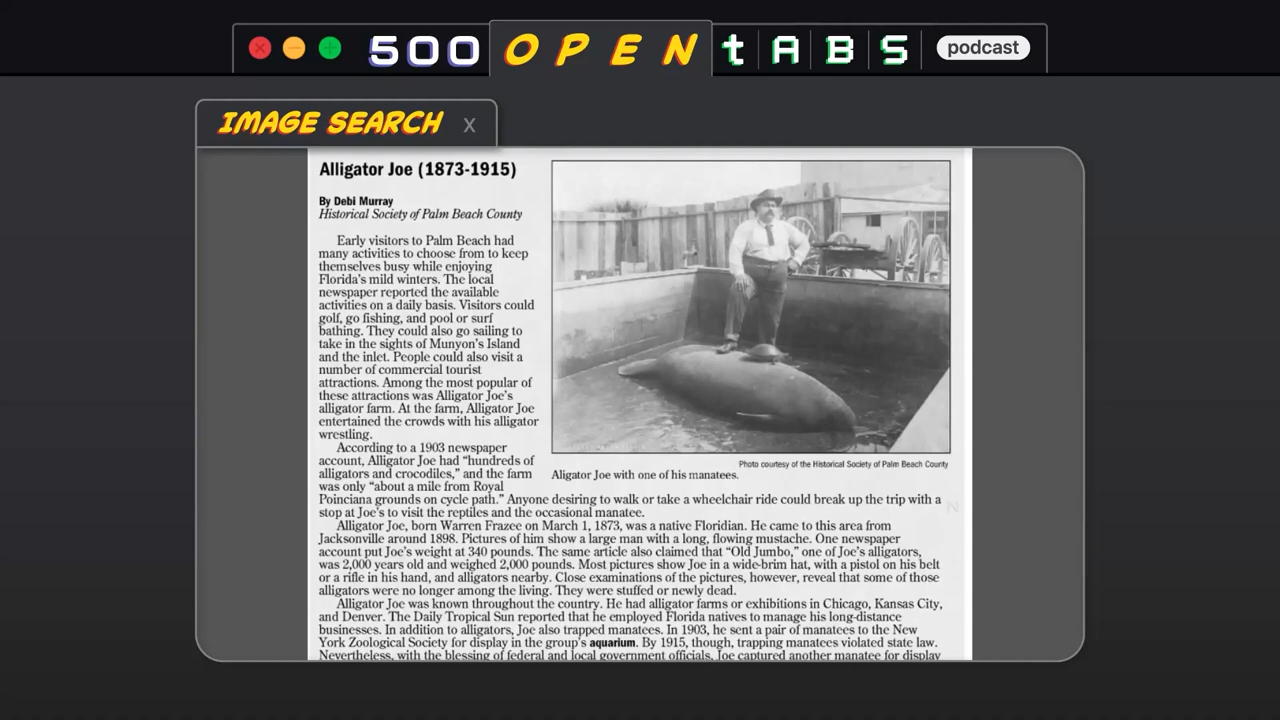 500 OPEN tABS podcast
IMAGE SEARCH x
Alligator Joe (1873-1915)
By Debi Murray
Historical Society of Palm Beach County
Early visitors to Palm Beach had
many activities to choose from to keep
themselves busy while enjoying
Florida's mild winters. The local
newspaper reported the available
activities on a daily basis. Visitors could
golf, go fishing, and pool or surf
bathing. They could also go sailing to
take in the sights of Munyon's Island
and the inlet. People could also visit a
number of commercial tourist
attractions. Among the most popular of
these attractions was Alligator Joe's
alligator farm. At the farm, Alligator Joe
entertained the crowds with his alligator
wrestling.
According to a 1903 newspaper
account, Alligator Joe had "hundreds of
alligators and crocodiles," and the farm
was only "about a mile from Royal
Photo courtesy of the Historical Society of Palm Beach County
Aligator Joe with one of his manatees.
Poinciana grounds on cycle path." Anyone desiring to walk or take a wheelchair ride could break up the trip with a
stop at Joe's to visit the reptiles and the occasional manatee.
Alligator Joe, born Warren Frazee on March 1, 1873, was a native Floridian. He came to this area from
Jacksonville around 1898. Pictures of him show a large man with a long, flowing mustache. One newspaper
account put Joe's weight at 340 pounds. The same article also claimed that "Old Jumbo," one of Joe's alligators,
was 2,000 years old and weighed 2,000 pounds. Most pictures show Joe in a wide-brim hat, with a pistol on his belt
or a rifle in his hand, and alligators nearby. Close examinations of the pictures, however, reveal that some of those
alligators were no longer among the living. They were stuffed or newly dead.
Alligator Joe was known throughout the country. He had alligator farms or exhibitions in Chicago, Kansas City,
and Denver. The Daily Tropical Sun reported that he employed Florida natives to manage his long-distance
businesses. In addition to alligators, Joe also trapped manatees. In 1903, he sent a pair of manatees to the New
York Zoological Society for display in the group's aquarium. By 1915, though, trapping manatees violated state law.
Nevertheless, with the blessing of federal and local government officials, Joe captured another manatee for display